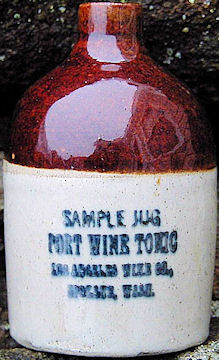 SAMPLE JUG
PORT WINE TONIC
LOS ANGELES WINE CO.,
SPOKANE, WASH.